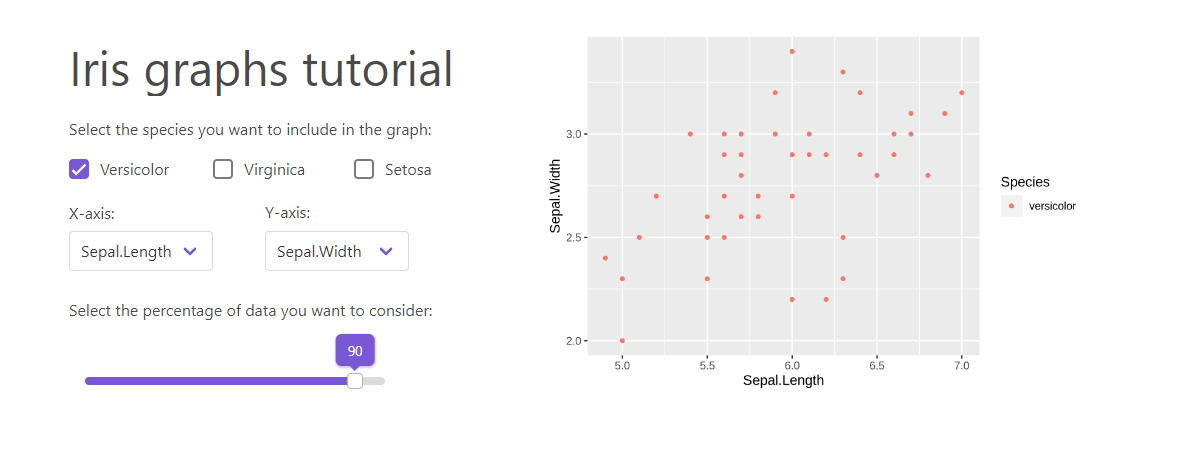 Iris graphs tutorial
Select the species you want to include in the graph:
Versicolor Virginica Setosa
X-axis: Y-axis:
Sepal.Length Sepal.Width
Select the percentage of data you want to consider:
90
3.0
2.5
2.0
Sepal.Width
5.0 5.5 6.0 6.5 7.0
Sepal.Length
Species
versicolor